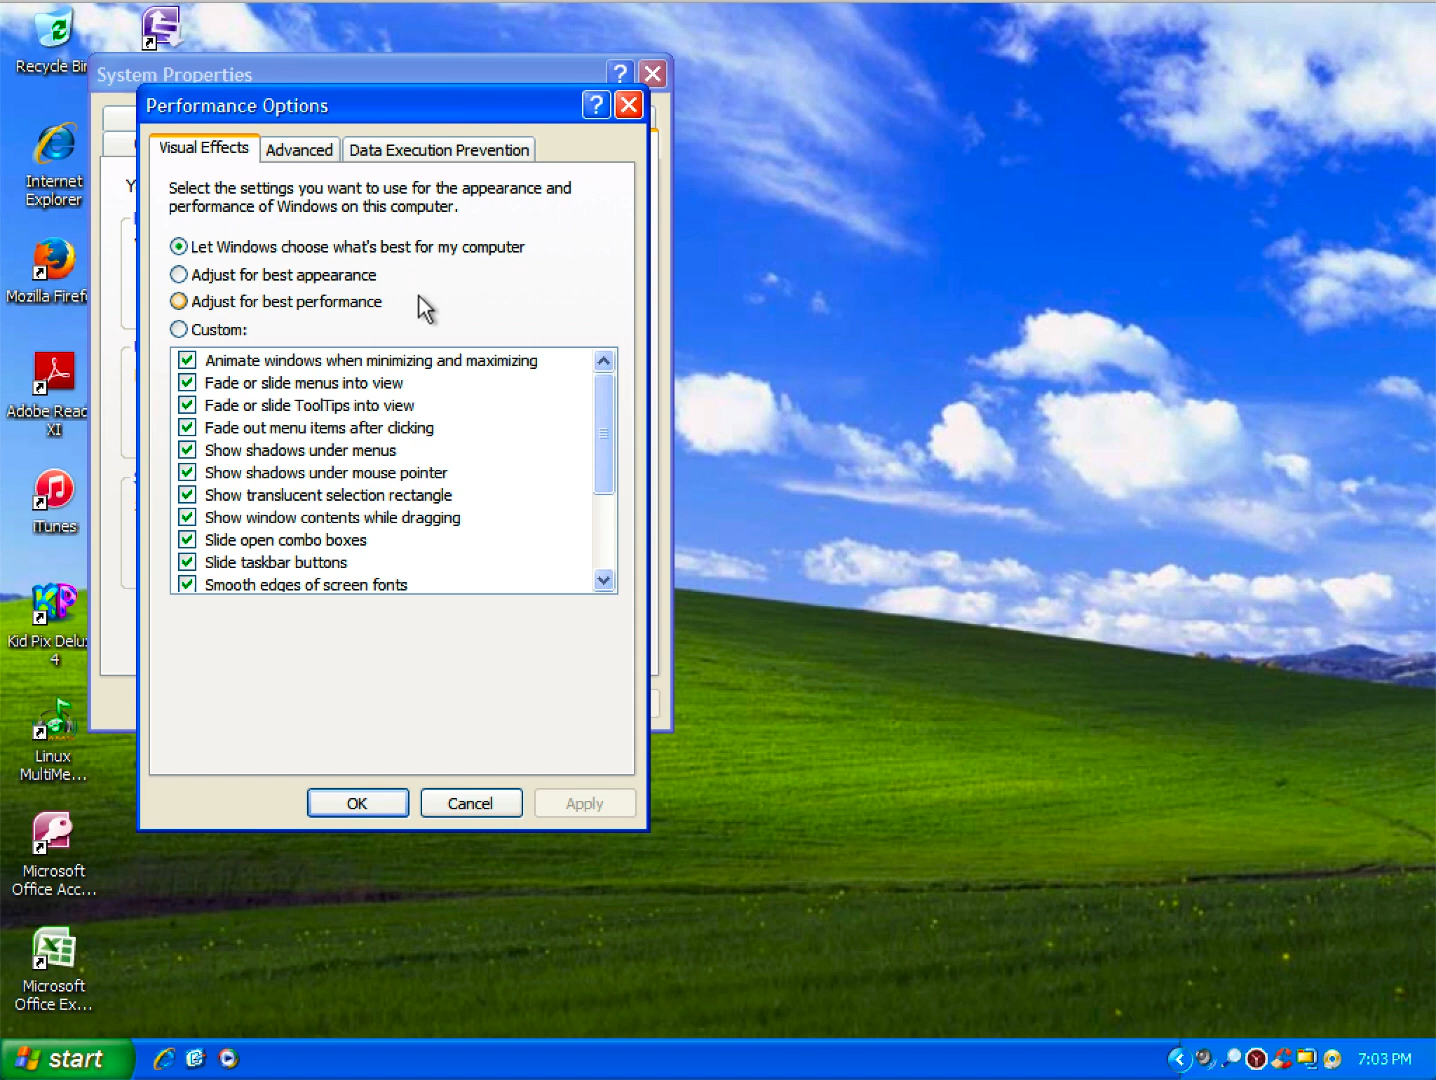 Recycle Bin
System Properties
Performance Options
Visual Effects
Advanced
Data Execution Prevention
Select the settings you want to use for the appearance and
performance of Windows on this computer.
Let Windows choose what's best for my computer
Adjust for best appearance
Adjust for best performance
Custom:
Animate windows when minimizing and maximizing
Fade or slide menus into view
Fade or slide ToolTips into view
Fade out menu items after clicking
Show shadows under menus
Show shadows under mouse pointer
Show translucent selection rectangle
Show window contents while dragging
Slide open combo boxes
Slide taskbar buttons
Smooth edges of screen fonts
OK
Cancel
Apply
Internet
Explorer
Mozilla Firef
Adobe Read
XI
iTunes
Kid Pix Delu
4
Linux
MultiMe...
Microsoft
Office Acc...
Microsoft
Office Ex...
start
7:03 PM